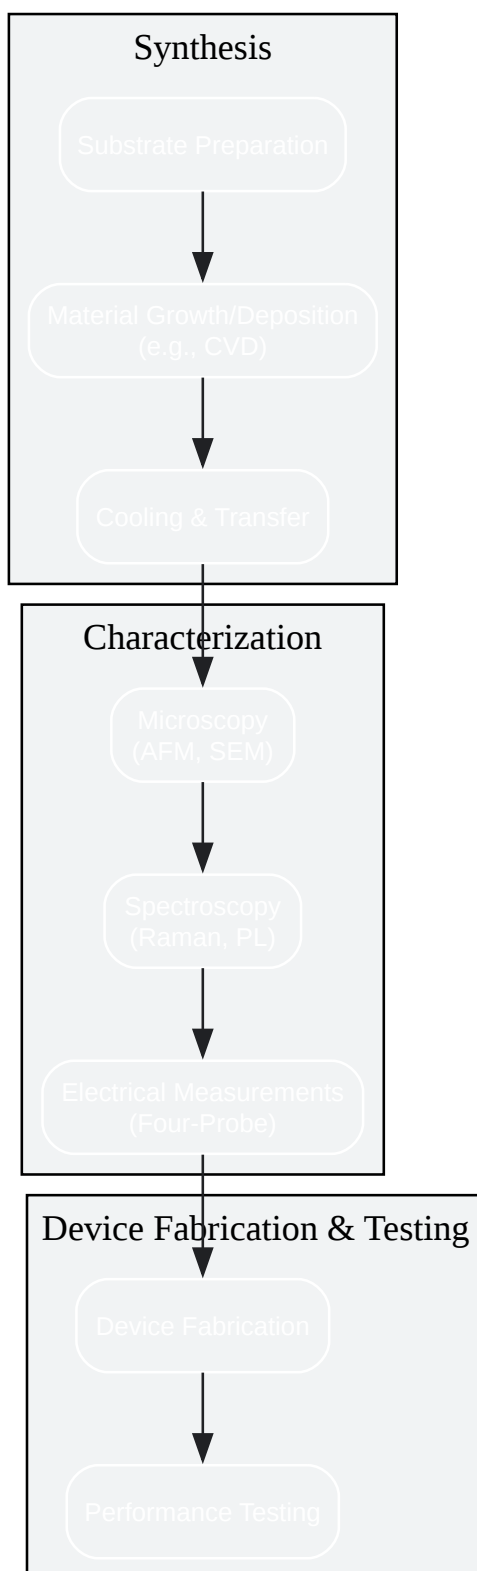 Synthesis
Substrate Preparation
Material Growth/Deposition
(e.g., CVD)
Cooling & Transfer
Characterization
Microscopy
(AFM, SEM)
Spectroscopy
(Raman, PL)
Electrical Measurements
(Four-Probe)
Device Fabrication & Testing
Device Fabrication
Performance Testing